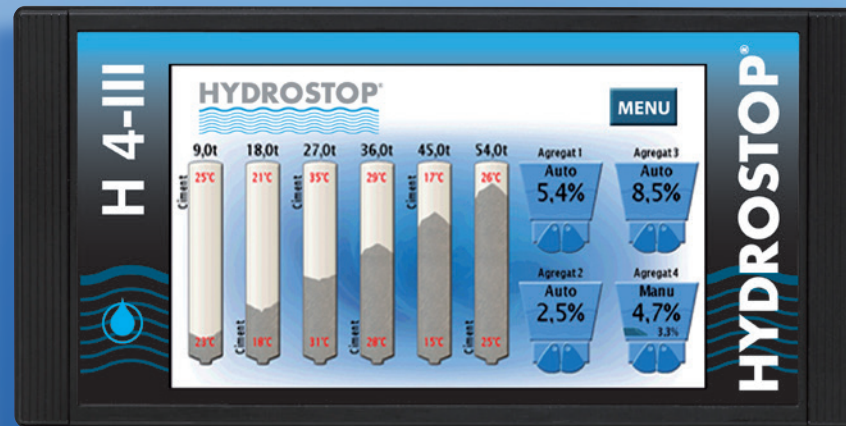 H 4-III
HYDROSTOP®
MENU
9,0t 18,0t 27,0t 36,0t 45,0t 54,0t
25°C 21°C 35°C 29°C 17°C 26°C
Ciment Ciment Ciment Ciment Ciment Ciment
23°C 18°C 31°C 28°C 15°C 25°C
Agregat 1 Agregat 3
Auto Auto
5,4% 8,5%
Agregat 2 Agregat 4
Auto Manu
2,5% 4,7%
3.3%
HYDROSTOP®